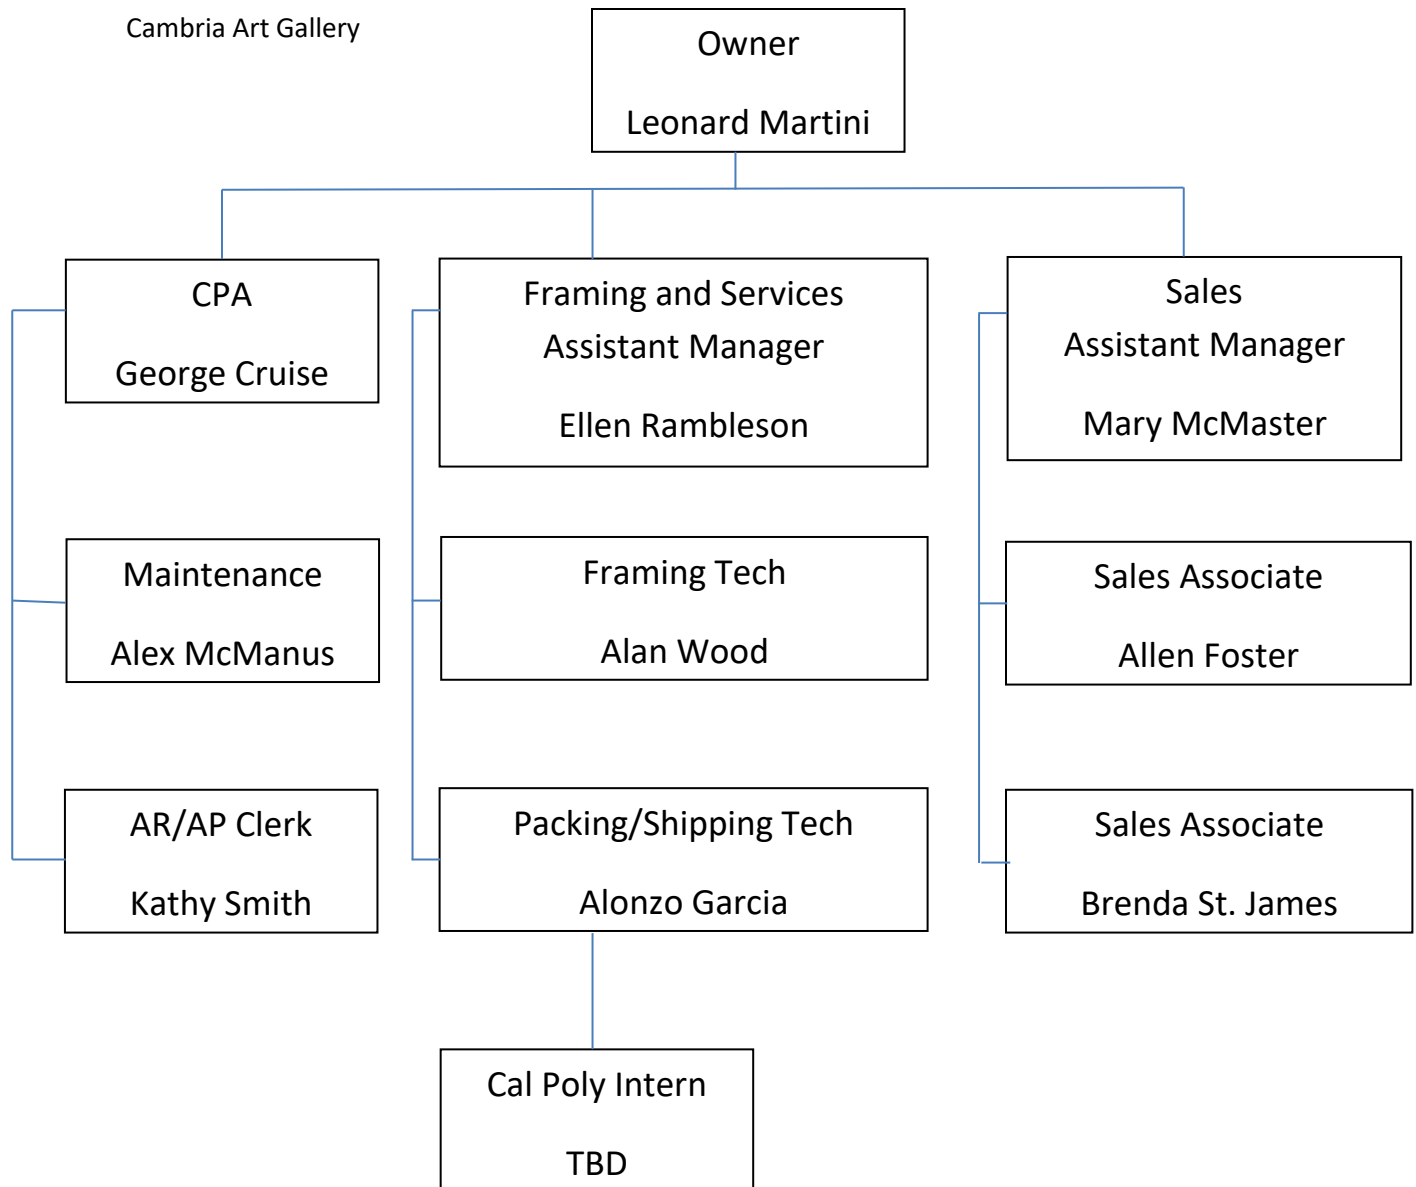 Cambria Art Gallery
Owner
Leonard Martini
CPA
George Cruise
Framing and Services
Assistant Manager
Ellen Rambleson
Sales
Assistant Manager
Mary McMaster
Maintenance
Alex McManus
Framing Tech
Alan Wood
Sales Associate
Allen Foster
AR/AP Clerk
Kathy Smith
Packing/Shipping Tech
Alonzo Garcia
Sales Associate
Brenda St. James
Cal Poly Intern
TBD